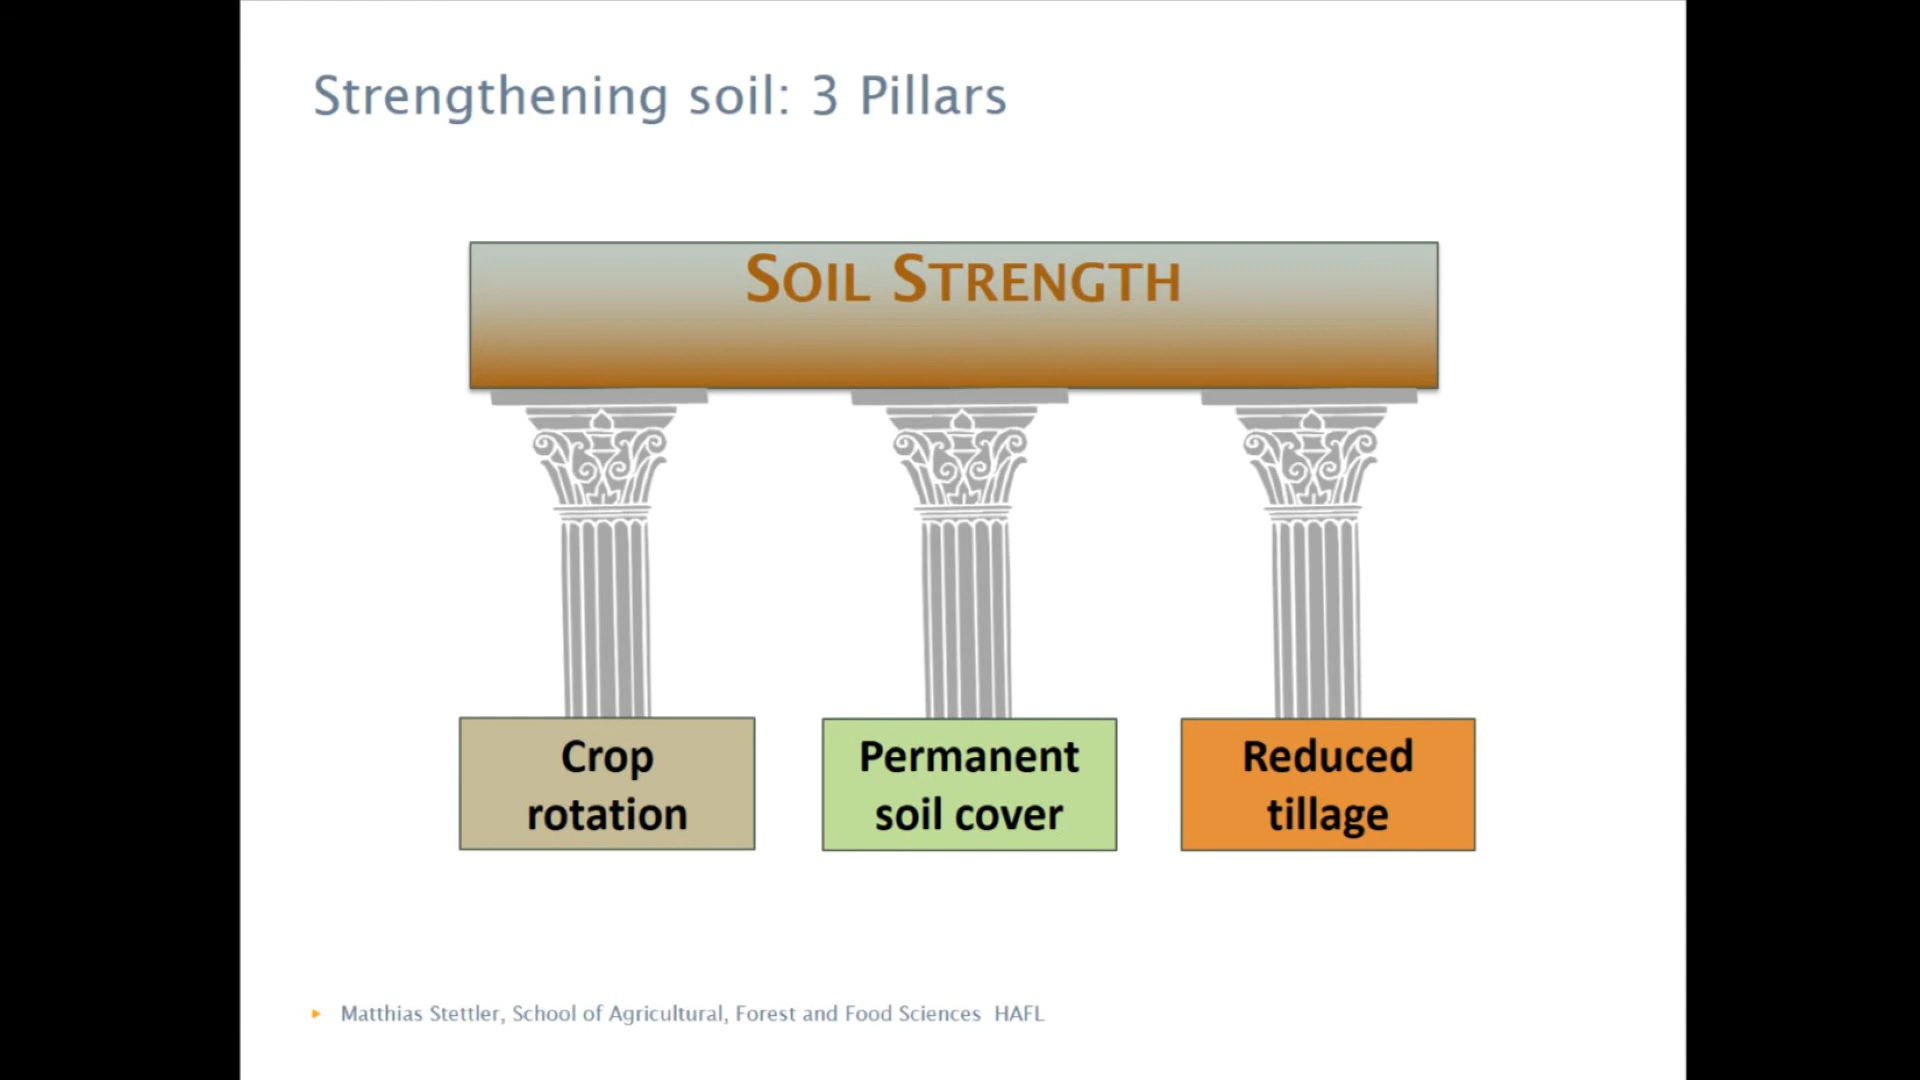 Strengthening soil: 3 Pillars
SOIL STRENGTH
Crop
rotation
Permanent
soil cover
Reduced
tillage
Matthias Stettler, School of Agricultural, Forest and Food Sciences HAFL